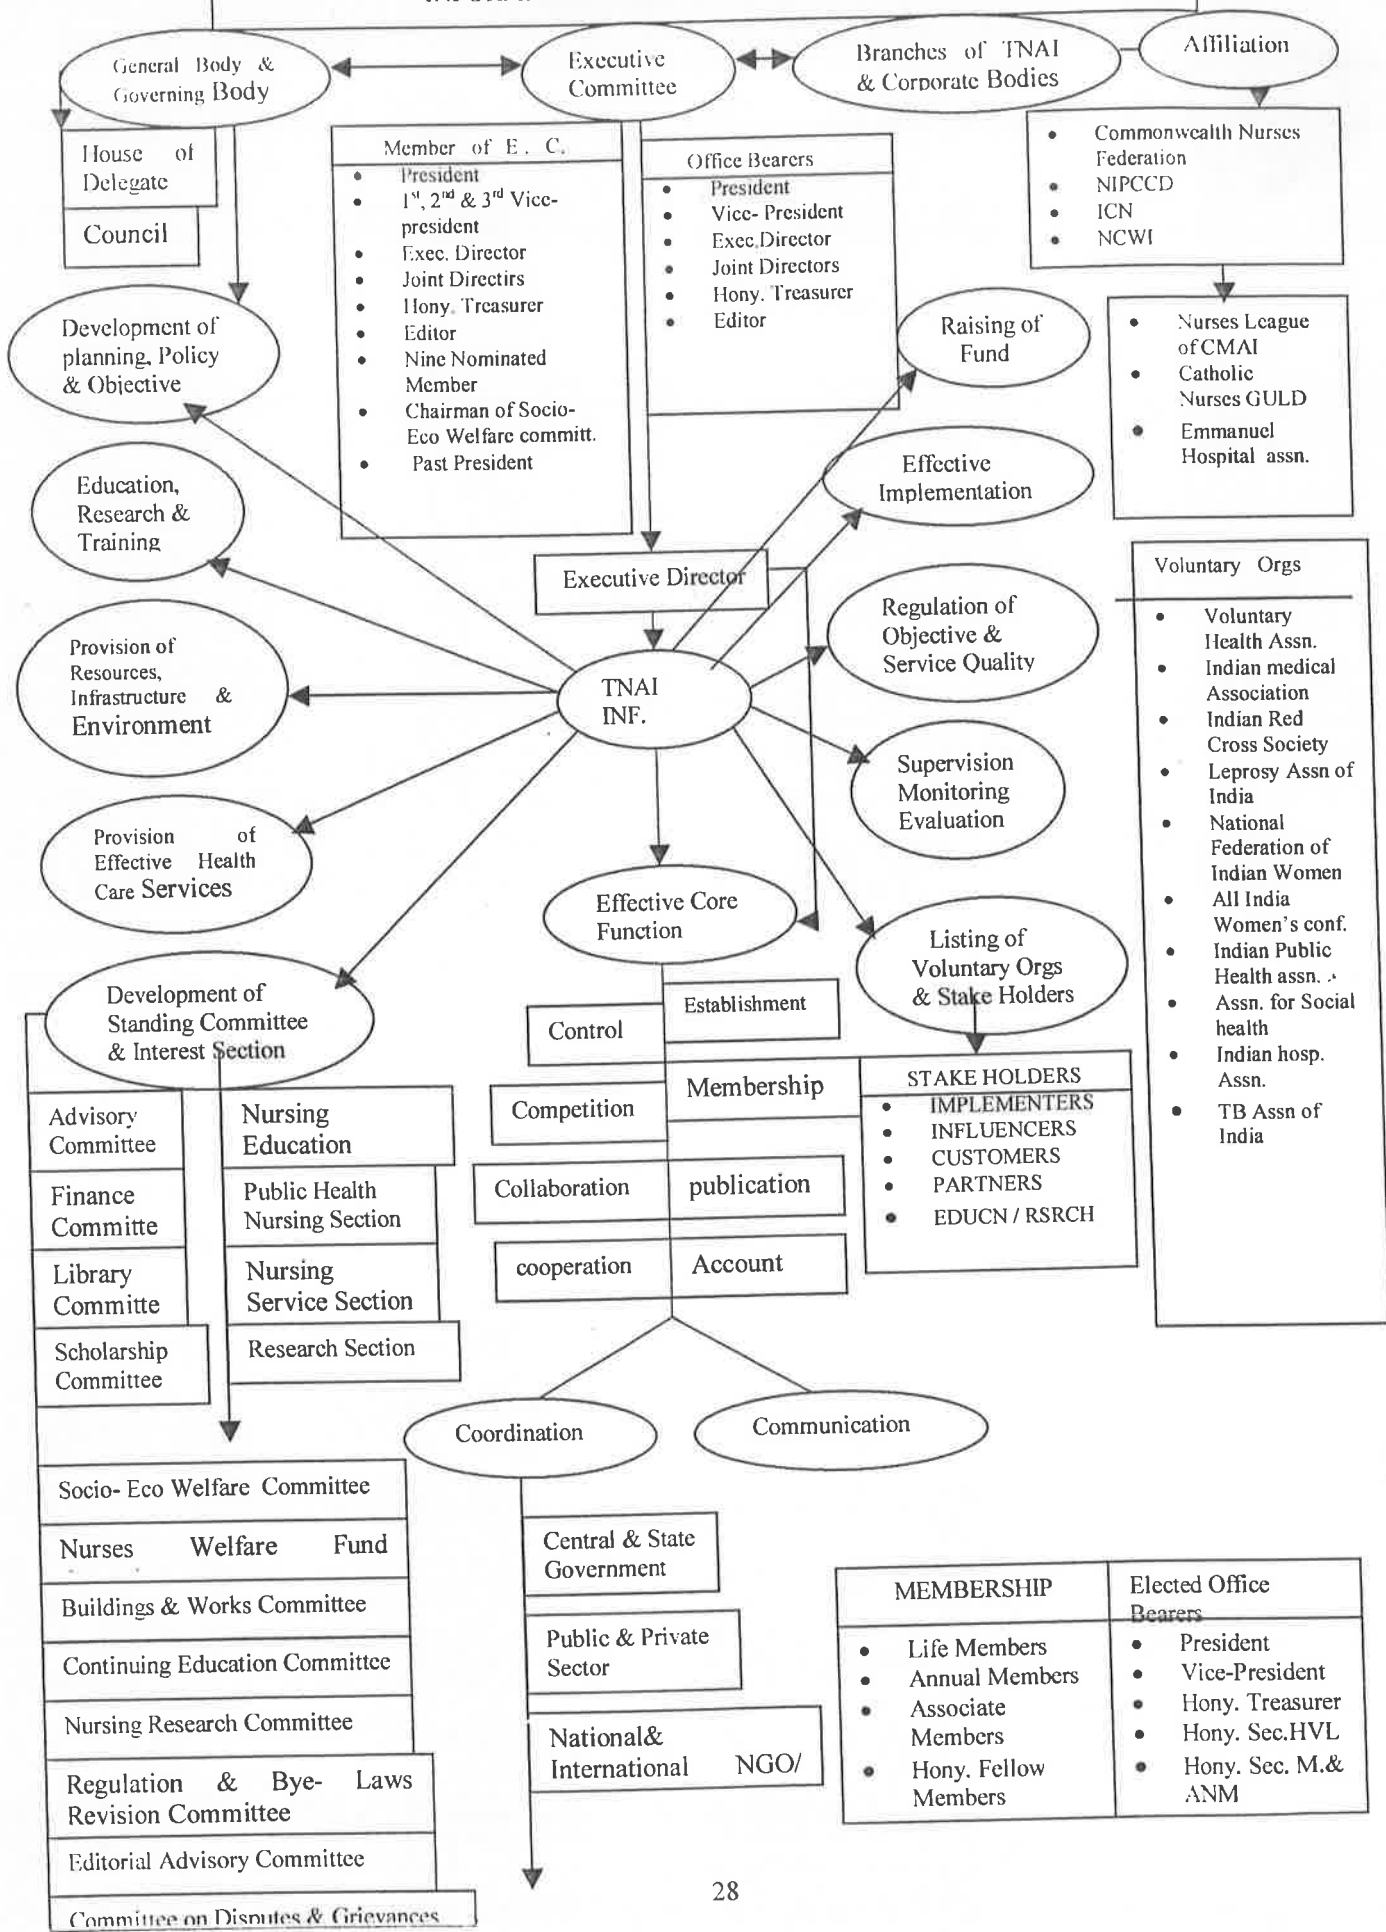 General Body &
Governing Body
Executive
Committee
Branches of TNAI
& Corporate Bodies
Affiliation
House of
Delegate
Council
Member of E. C.
• President
• 1st, 2nd & 3rd Vice-
president
• Exec. Director
• Joint Directirs
• Hony. Treasurer
• Editor
• Nine Nominated
Member
• Chairman of Socio-
Eco Welfare committ.
• Past President
Office Bearers
• President
• Vice- President
• Exec.Director
• Joint Directors
• Hony. Treasurer
• Editor
• Commonwealth Nurses
Federation
• NIPCCD
• ICN
• NCWI
• Nurses League
of CMAI
• Catholic
Nurses GULD
• Emmanuel
Hospital assn.
Development of
planning, Policy
& Objective
Raising of
Fund
Education,
Research &
Training
Effective
Implementation
Executive Director
Provision of
Resources,
Infrastructure &
Environment
TNAI
INF.
Regulation of
Objective &
Service Quality
Supervision
Monitoring
Evaluation
Provision of
Effective Health
Care Services
Effective Core
Function
Listing of
Voluntary Orgs
& Stake Holders
Voluntary Orgs
• Voluntary
Health Assn.
• Indian medical
Association
• Indian Red
Cross Society
• Leprosy Assn of
India
• National
Federation of
Indian Women
• All India
Women's conf.
• Indian Public
Health assn.
• Assn. for Social
health
• Indian hosp.
Assn.
• TB Assn of
India
Development of
Standing Committee
& Interest Section
Advisory
Committee
Finance
Committe
Library
Committe
Scholarship
Committee
Nursing
Education
Public Health
Nursing Section
Nursing
Service Section
Research Section
Control
Establishment
Competition
Membership
Collaboration
publication
cooperation
Account
STAKE HOLDERS
• IMPLEMENTERS
• INFLUENCERS
• CUSTOMERS
• PARTNERS
• EDUCN / RSRCH
Coordination
Communication
Socio- Eco Welfare Committee
Nurses Welfare Fund
Buildings & Works Committee
Continuing Education Committee
Nursing Research Committee
Regulation & Bye- Laws
Revision Committee
Editorial Advisory Committee
Committee on Disputes & Grievances
Central & State
Government
Public & Private
Sector
National&
International NGO/
MEMBERSHIP
• Life Members
• Annual Members
• Associate
Members
• Hony. Fellow
Members
Elected Office
Bearers
• President
• Vice-President
• Hony. Treasurer
• Hony. Sec.HVL
• Hony. Sec. M.&
ANM
28